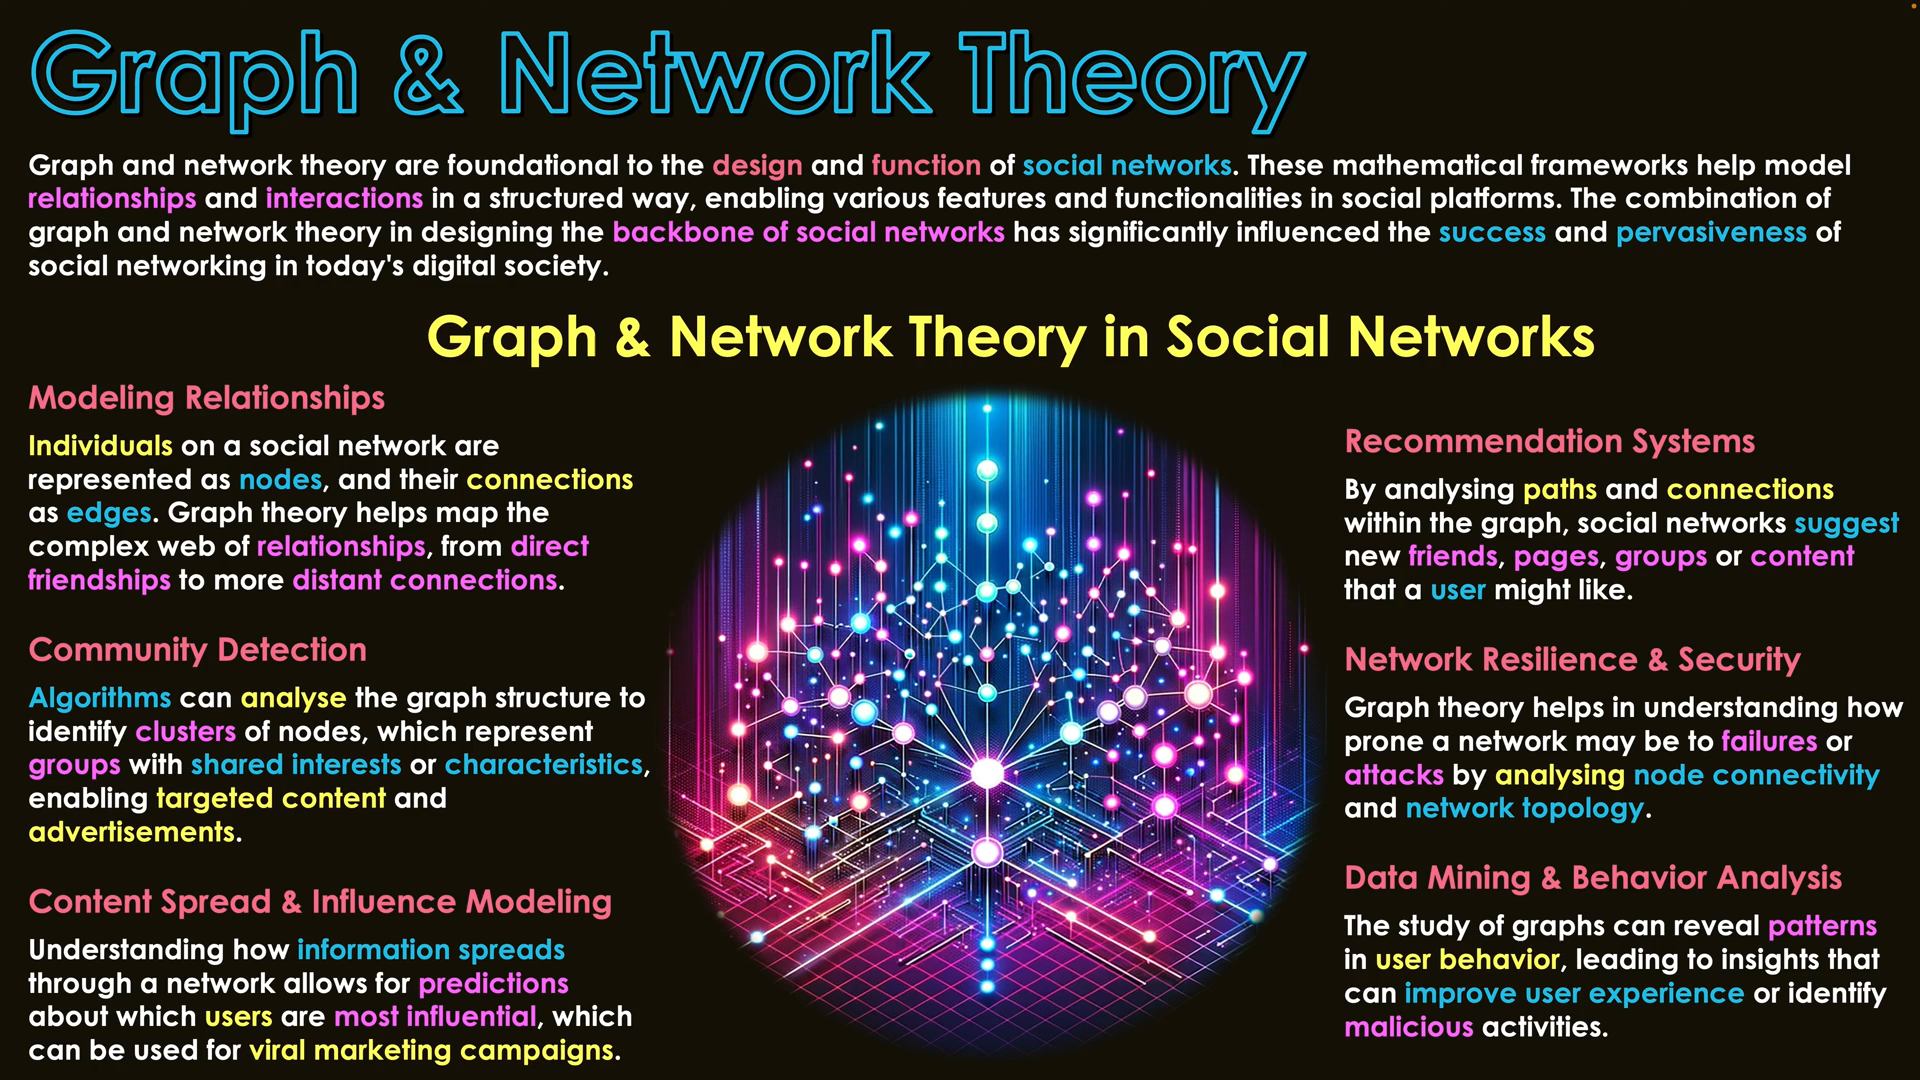 Graph & Network Theory
Graph and network theory are foundational to the design and function of social networks. These mathematical frameworks help model
relationships and interactions in a structured way, enabling various features and functionalities in social platforms. The combination of
graph and network theory in designing the backbone of social networks has significantly influenced the success and pervasiveness of
social networking in today's digital society.
Graph & Network Theory in Social Networks
Modeling Relationships
Individuals on a social network are
represented as nodes, and their connections
as edges. Graph theory helps map the
complex web of relationships, from direct
friendships to more distant connections.
Community Detection
Algorithms can analyse the graph structure to
identify clusters of nodes, which represent
groups with shared interests or characteristics,
enabling targeted content and
advertisements.
Content Spread & Influence Modeling
Understanding how information spreads
through a network allows for predictions
about which users are most influential, which
can be used for viral marketing campaigns.
Recommendation Systems
By analysing paths and connections
within the graph, social networks suggest
new friends, pages, groups or content
that a user might like.
Network Resilience & Security
Graph theory helps in understanding how
prone a network may be to failures or
attacks by analysing node connectivity
and network topology.
Data Mining & Behavior Analysis
The study of graphs can reveal patterns
in user behavior, leading to insights that
can improve user experience or identify
malicious activities.